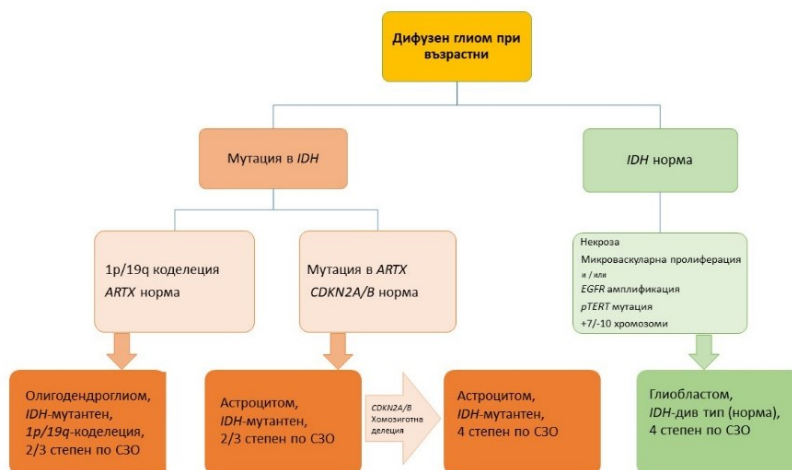 Дифузен глиом при
възрастни
Мутация в IDH
IDH норма
1p/19q коделеция
ARTX норма
Мутация в ARTX
CDKN2A/B норма
Некроза
Микроваскуларна пролиферация
и / или
EGFR амплификация
pTERT мутация
+7/-10 хромозоми
Олигодендроглиом,
IDH-мутантен,
1p/19q-коделеция,
2/3 степен по СЗО
Астроцитом,
IDH-мутантен,
2/3 степен по СЗО
CDKN2A/B
Хомозиготна
делеция
Астроцитом,
IDH-мутантен,
4 степен по СЗО
Глиобластом,
IDH-див тип (норма),
4 степен по СЗО